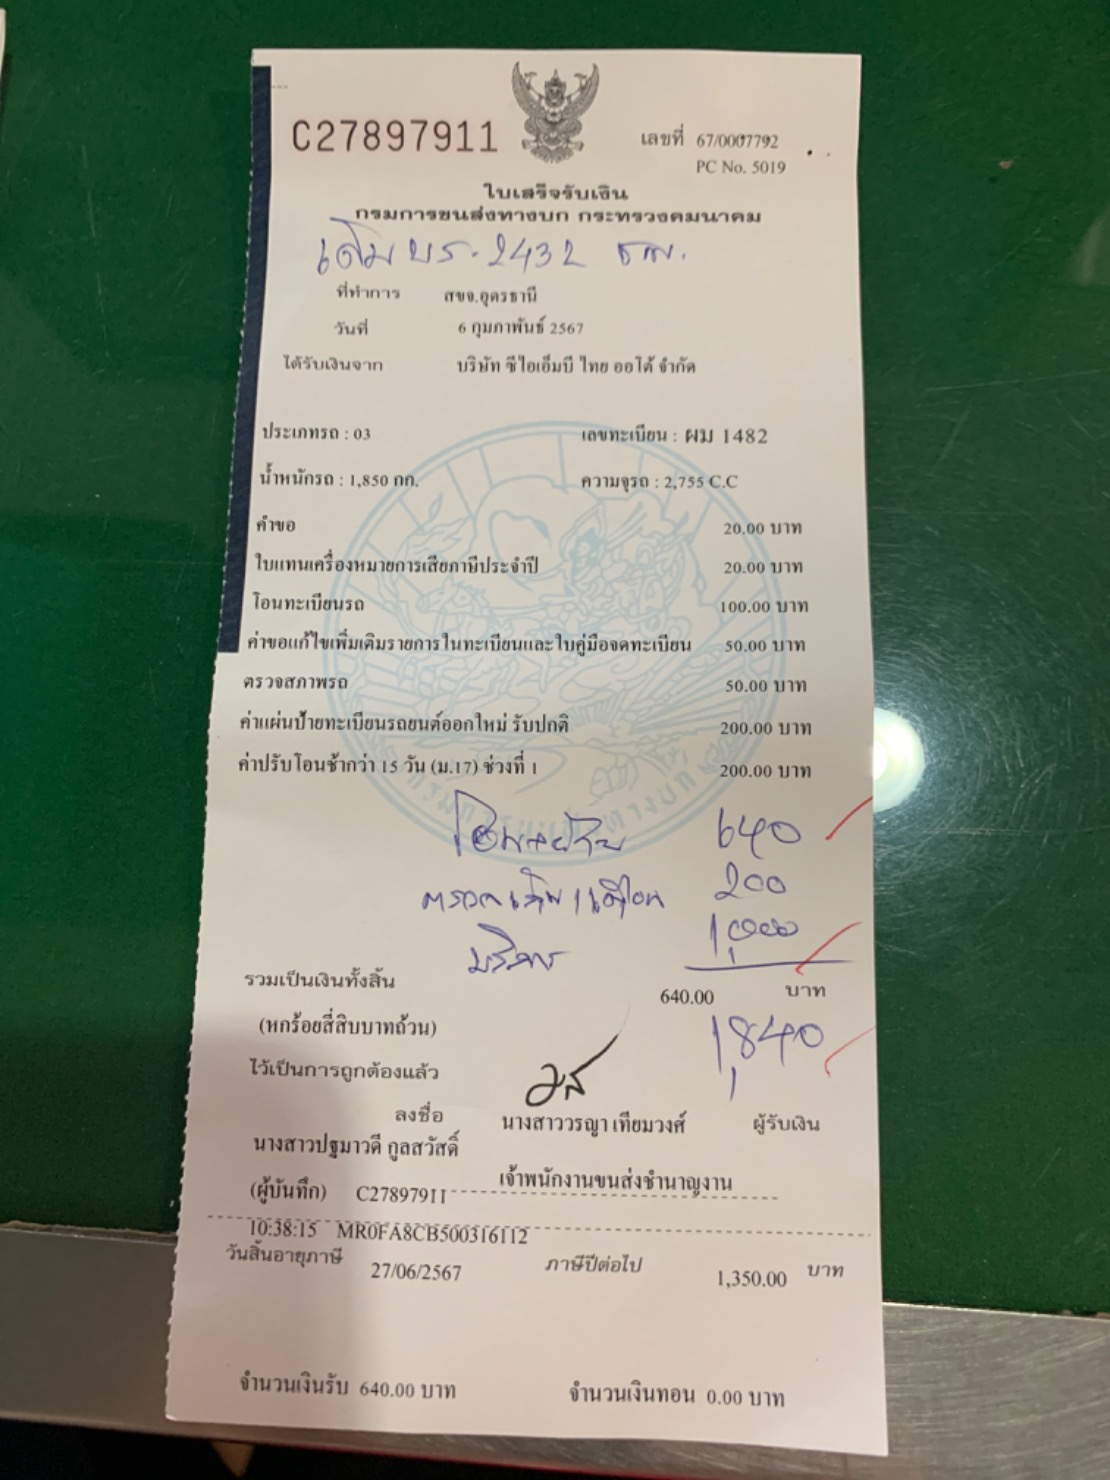 C27897911
เลขที่ 67/0007792
PC No. 5019
ใบเสร็จรับเงิน
กรมการขนส่งทางบก กระทรวงคมนาคม
เดิม บร-2432 ธพ.
ที่ทำการ สขจ.อุดรธานี
วันที่ 6 กุมภาพันธ์ 2567
ได้รับเงินจาก บริษัท ซีไอเอ็มบี ไทย ออโต้ จำกัด
ประเภทรถ : 03 เลขทะเบียน : ผม 1482
น้ำหนักรถ : 1,850 กก. ความจุรถ : 2,755 C.C
คำขอ 20.00 บาท
ใบแทนเครื่องหมายการเสียภาษีประจำปี 20.00 บาท
โอนทะเบียนรถ 100.00 บาท
ค่าขอแก้ไขเพิ่มเติมรายการในทะเบียนและใบคู่มือจดทะเบียน 50.00 บาท
ตรวจสภาพรถ 50.00 บาท
ค่าแผ่นป้ายทะเบียนรถยนต์ออกใหม่ รับปกติ 200.00 บาท
ค่าปรับโอนช้ากว่า 15 วัน (ม.17) ช่วงที่ 1 200.00 บาท
640
200
บริการ 1,000
รวมเป็นเงินทั้งสิ้น 640.00 บาท
(หกร้อยสี่สิบบาทถ้วน) 1,840
ไว้เป็นการถูกต้องแล้ว
ลงชื่อ นางสาววรญา เทียมวงศ์ ผู้รับเงิน
นางสาวปฐมาวดี กูลสวัสดิ์
เจ้าพนักงานขนส่งชำนาญงาน
(ผู้บันทึก) C27897911
10:38:15 MR0FA8CB500316112
วันสิ้นอายุภาษี 27/06/2567 ภาษีปีต่อไป 1,350.00 บาท
จำนวนเงินรับ 640.00 บาท จำนวนเงินทอน 0.00 บาท